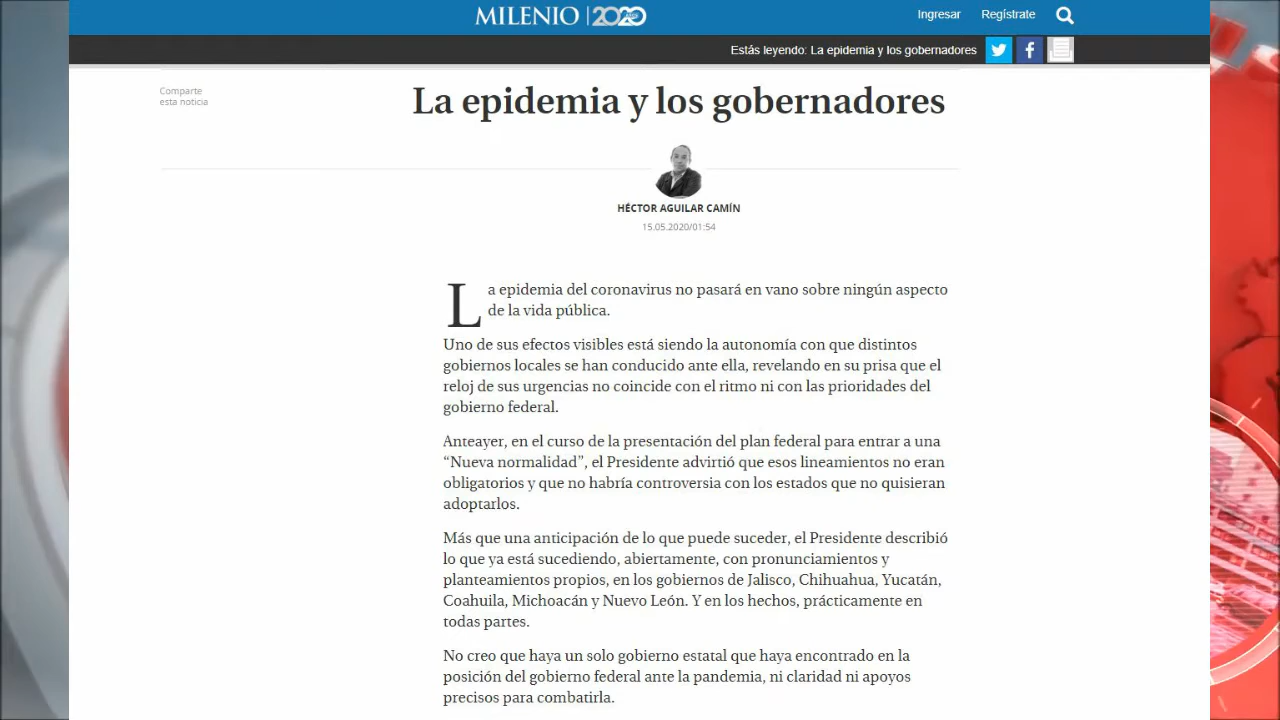 MILENIO 2020
Ingresar
Regístrate
Estás leyendo: La epidemia y los gobernadores
Comparte
esta noticia
La epidemia y los gobernadores
HÉCTOR AGUILAR CAMÍN
15.05.2020/01:54
La epidemia del coronavirus no pasará en vano sobre ningún aspecto
de la vida pública.
Uno de sus efectos visibles está siendo la autonomía con que distintos
gobiernos locales se han conducido ante ella, revelando en su prisa que el
reloj de sus urgencias no coincide con el ritmo ni con las prioridades del
gobierno federal.
Anteayer, en el curso de la presentación del plan federal para entrar a una
“Nueva normalidad”, el Presidente advirtió que esos lineamientos no eran
obligatorios y que no habría controversia con los estados que no quisieran
adoptarlos.
Más que una anticipación de lo que puede suceder, el Presidente describió
lo que ya está sucediendo, abiertamente, con pronunciamientos y
planteamientos propios, en los gobiernos de Jalisco, Chihuahua, Yucatán,
Coahuila, Michoacán y Nuevo León. Y en los hechos, prácticamente en
todas partes.
No creo que haya un solo gobierno estatal que haya encontrado en la
posición del gobierno federal ante la pandemia, ni claridad ni apoyos
precisos para combatirla.